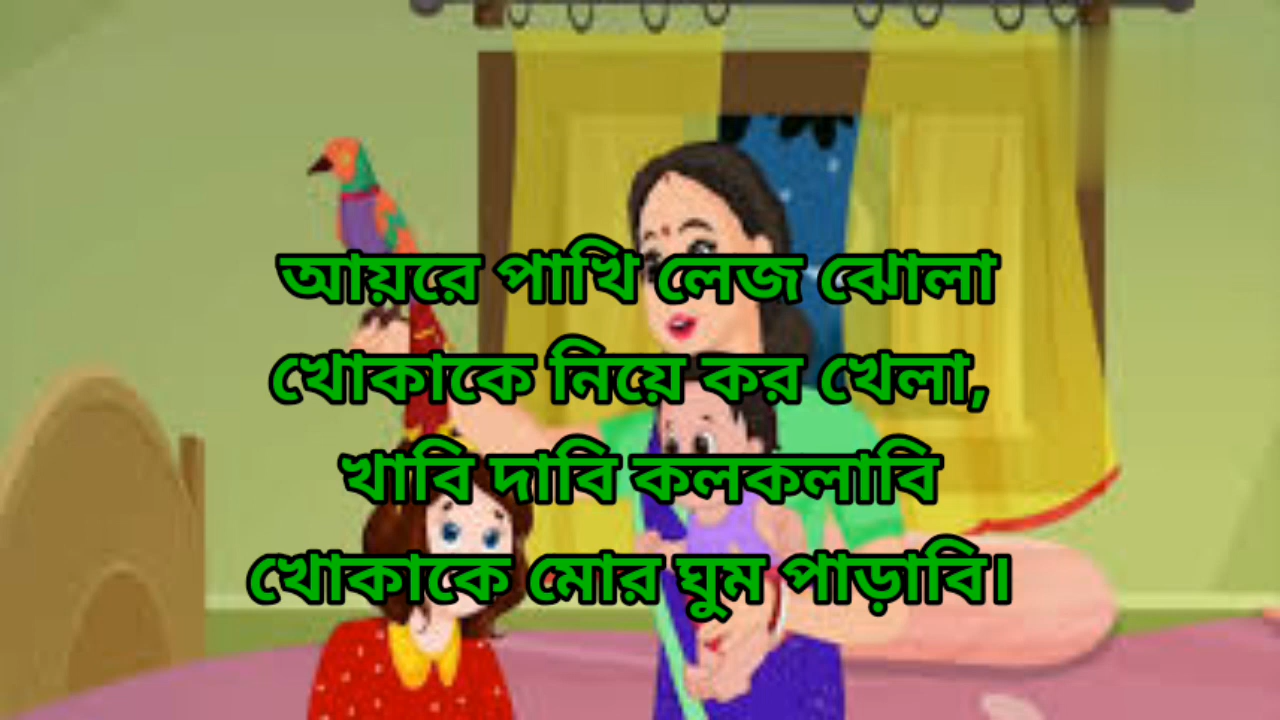 আয়রে পাখি লেজ ঝোলা
খোকাকে নিয়ে কর খেলা,
খাবি দাবি কলকলাবি
খোকাকে মোর ঘুম পাড়াবি।